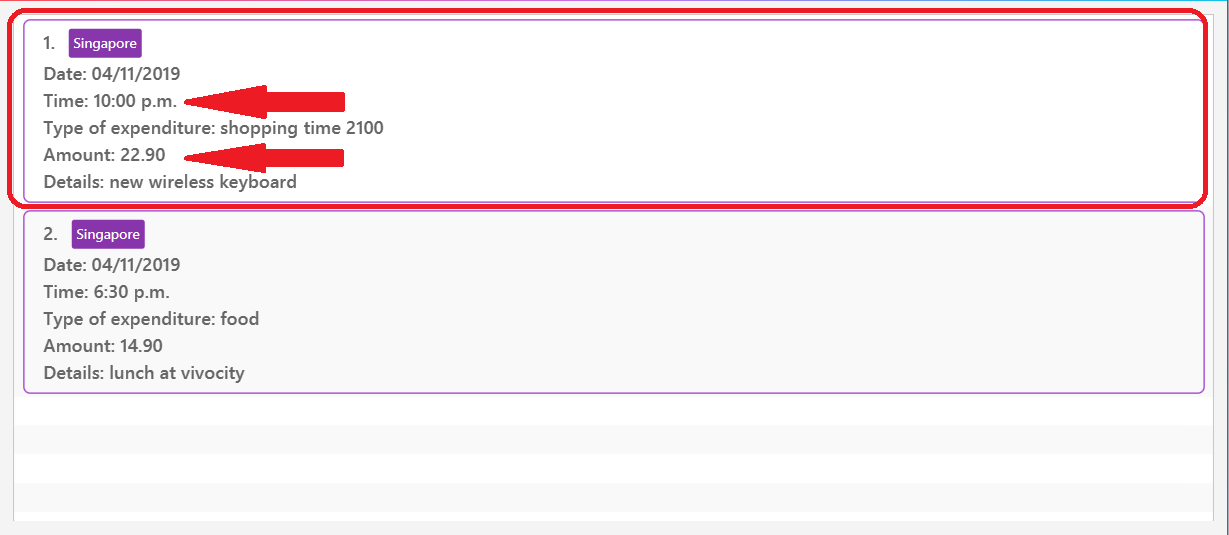 1. Singapore
Date: 04/11/2019
Time: 10:00 p.m.
Type of expenditure: shopping time 2100
Amount: 22.90
Details: new wireless keyboard
2. Singapore
Date: 04/11/2019
Time: 6:30 p.m.
Type of expenditure: food
Amount: 14.90
Details: lunch at vivocity